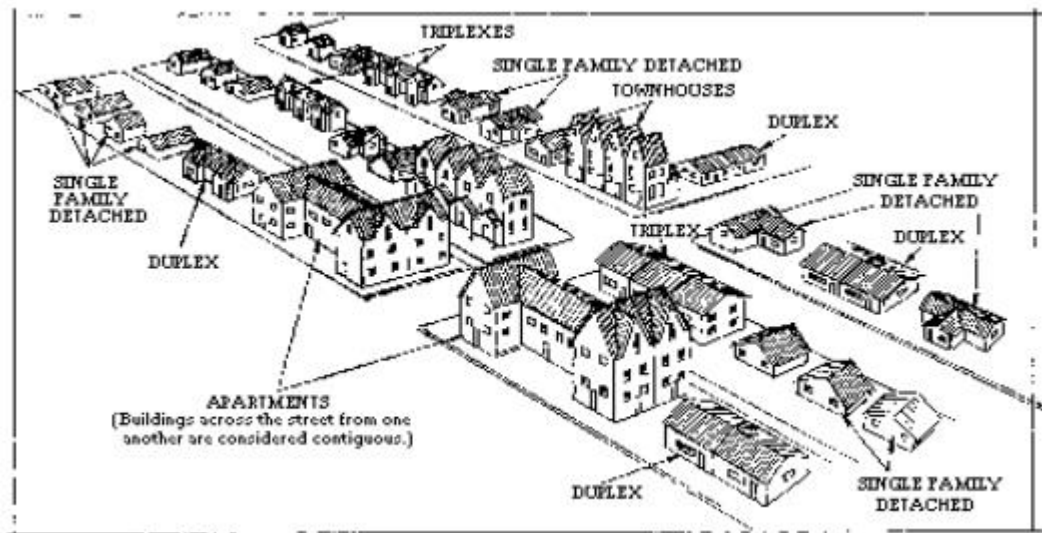 TRIPLEXES
SINGLE FAMILY DETACHED
TOWNHOUSES
DUPLEX
SINGLE
FAMILY
DETACHED
SINGLE FAMILY
DETACHED
DUPLEX
TRIPLEX
DUPLEX
APARTMENTS
(Buildings across the street from one
another are considered contiguous.)
DUPLEX
SINGLE FAMILY
DETACHED